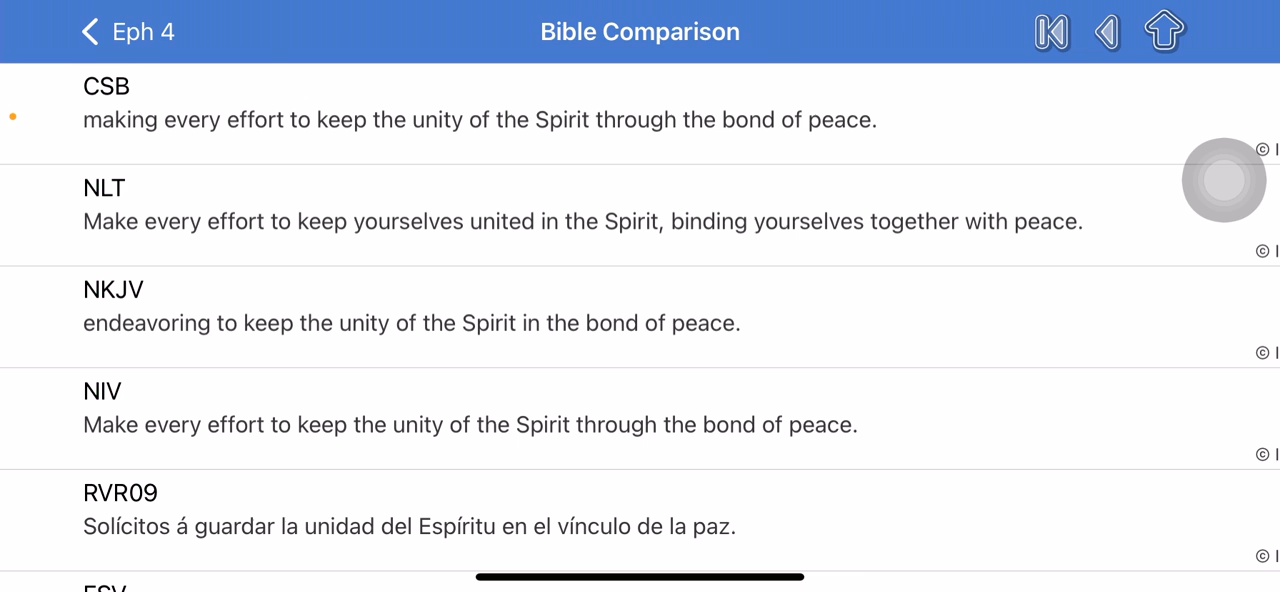 Eph 4
Bible Comparison
CSB
making every effort to keep the unity of the Spirit through the bond of peace.
©
NLT
Make every effort to keep yourselves united in the Spirit, binding yourselves together with peace.
©
NKJV
endeavoring to keep the unity of the Spirit in the bond of peace.
©
NIV
Make every effort to keep the unity of the Spirit through the bond of peace.
©
RVR09
Solícitos á guardar la unidad del Espíritu en el vínculo de la paz.
©